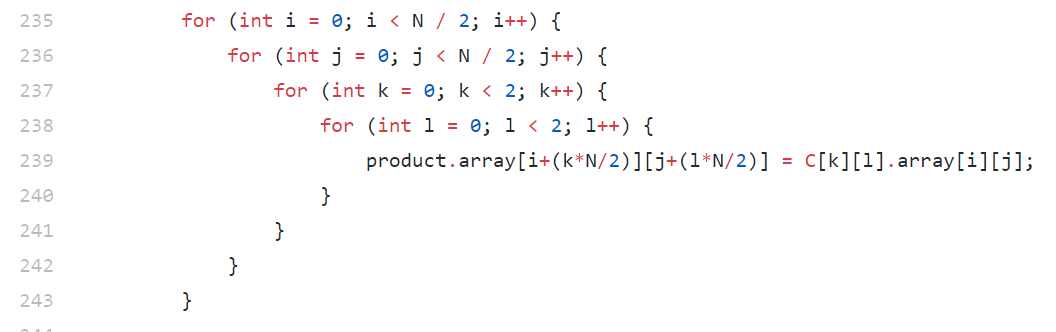 235 for (int i = 0; i < N / 2; i++) {
236 for (int j = 0; j < N / 2; j++) {
237 for (int k = 0; k < 2; k++) {
238 for (int l = 0; l < 2; l++) {
239 product.array[i+(k*N/2)][j+(l*N/2)] = C[k][l].array[i][j];
240 }
241 }
242 }
243 }